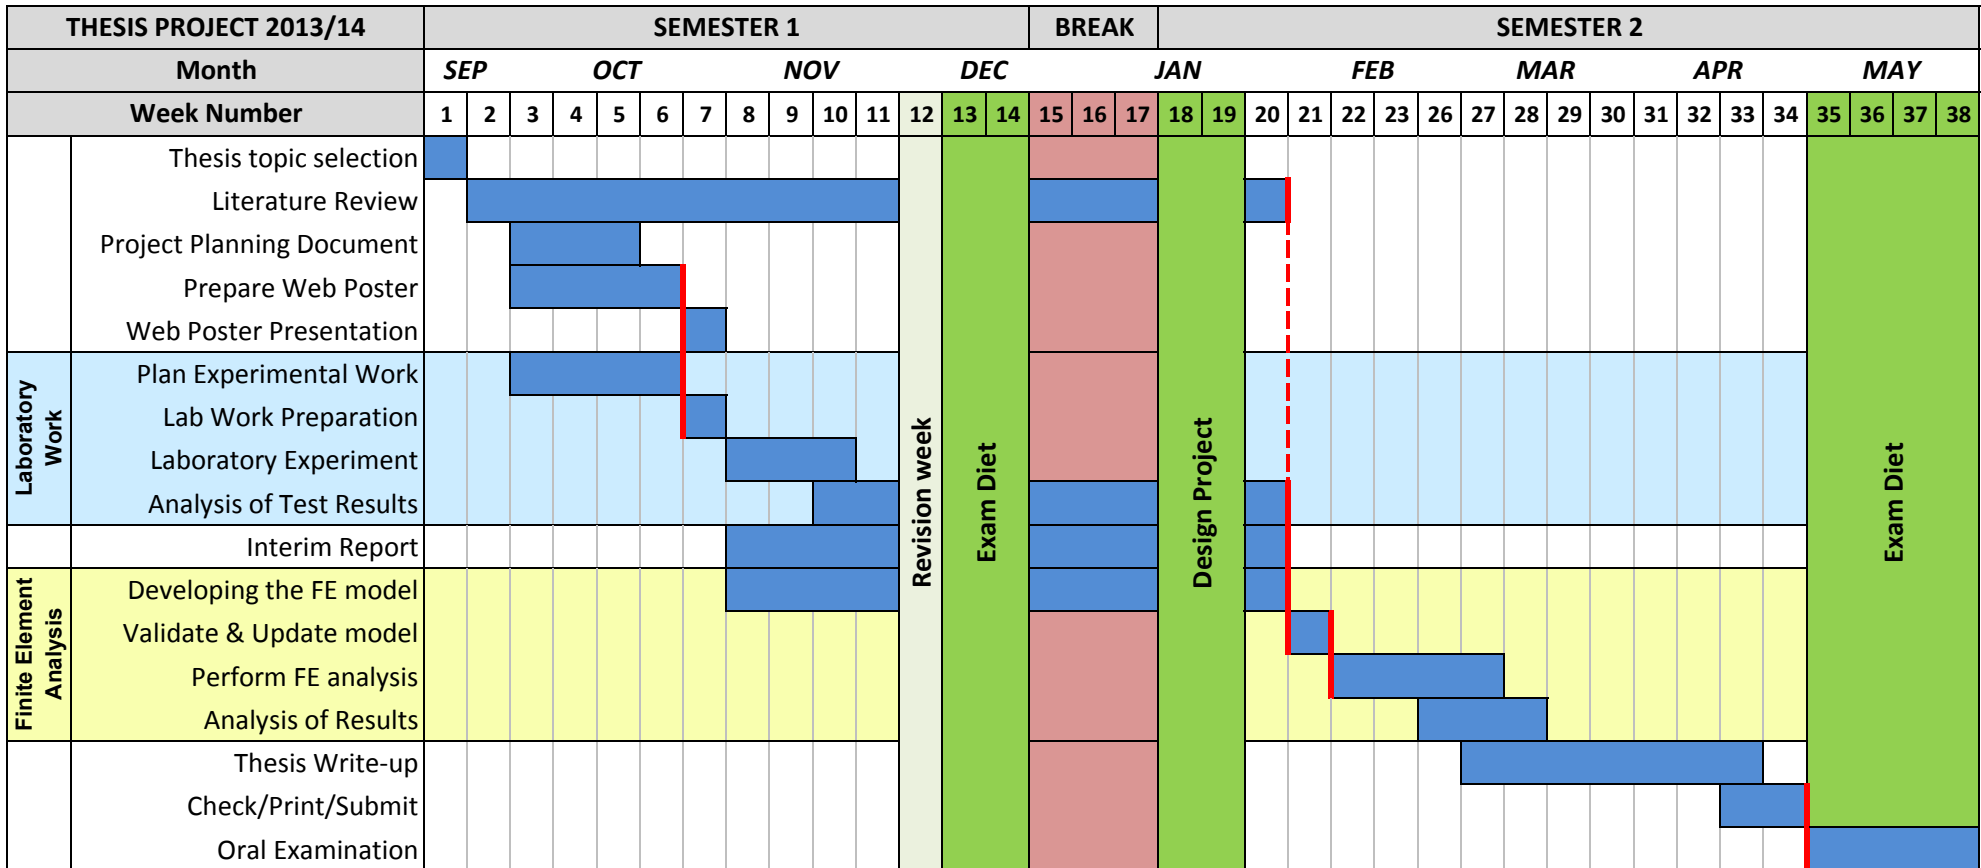 THESIS PROJECT 2013/14 SEMESTER 1 BREAK SEMESTER 2
Month SEP OCT NOV DEC JAN FEB MAR APR MAY
Week Number 1 2 3 4 5 6 7 8 9 10 11 12 13 14 15 16 17 18 19 20 21 22 23 26 27 28 29 30 31 32 33 34 35 36 37 38
Thesis topic selection
Literature Review
Project Planning Document
Prepare Web Poster
Web Poster Presentation
Laboratory
Work
Plan Experimental Work
Lab Work Preparation
Laboratory Experiment
Analysis of Test Results
Interim Report
Finite Element
Analysis
Developing the FE model
Validate & Update model
Perform FE analysis
Analysis of Results
Thesis Write-up
Check/Print/Submit
Oral Examination
Revision week
Exam Diet
Design Project
Exam Diet